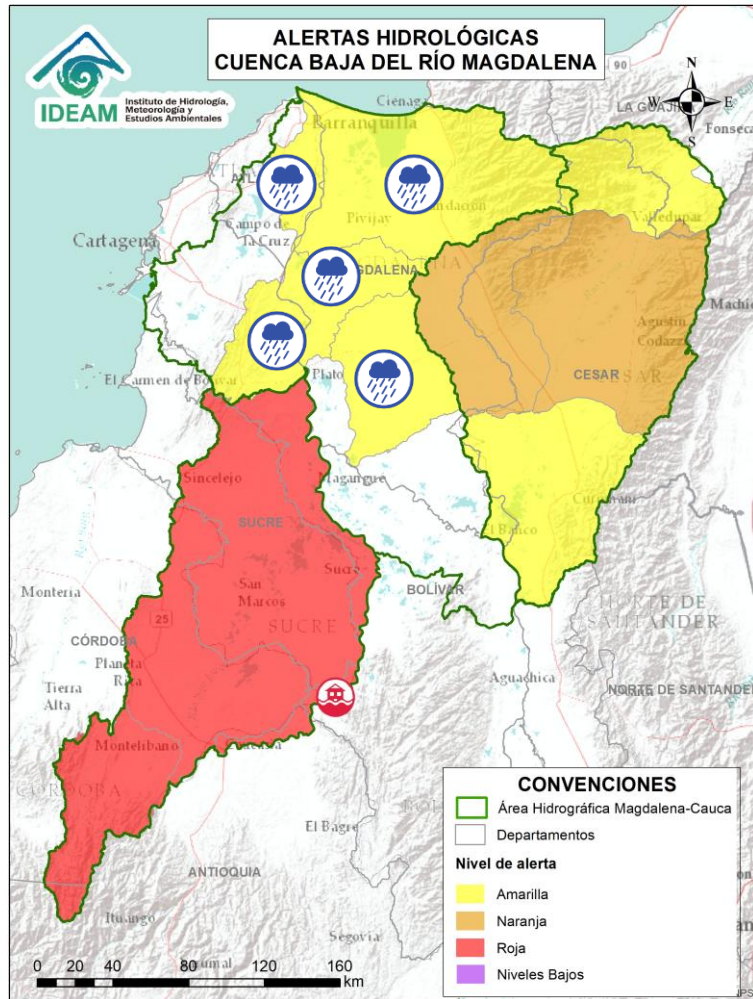 ALERTAS HIDROLÓGICAS
CUENCA BAJA DEL RÍO MAGDALENA
IDEAM
Instituto de Hidrología,
Meteorología y
Estudios Ambientales
90
N
W
E
S
LA GUAJI
Fonseca
Ciénaga
Barranquilla
Valledupar
Pivijay
Campo de
la Cruz
Cartagena
Agustín
Codazzi
CESAR
El Carmen de Bolívar
Plato
Sincelejo
Magangué
SUCRE
El Banco
San
Marcos
Sucre
SUCRE
BOLÍVAR
Montería
25
CÓRDOBA
Planeta
Rica
Tierra
Alta
NORTE DE
SANTANDER
NORTE DE SANTANDER
Aguachica
Montelíbano
El Bagre
ANTIOQUIA
Ituango
Segovia
0 20 40 80 120 160
km
CONVENCIONES
Área Hidrográfica Magdalena-Cauca
Departamentos
Nivel de alerta
Amarilla
Naranja
Roja
Niveles Bajos